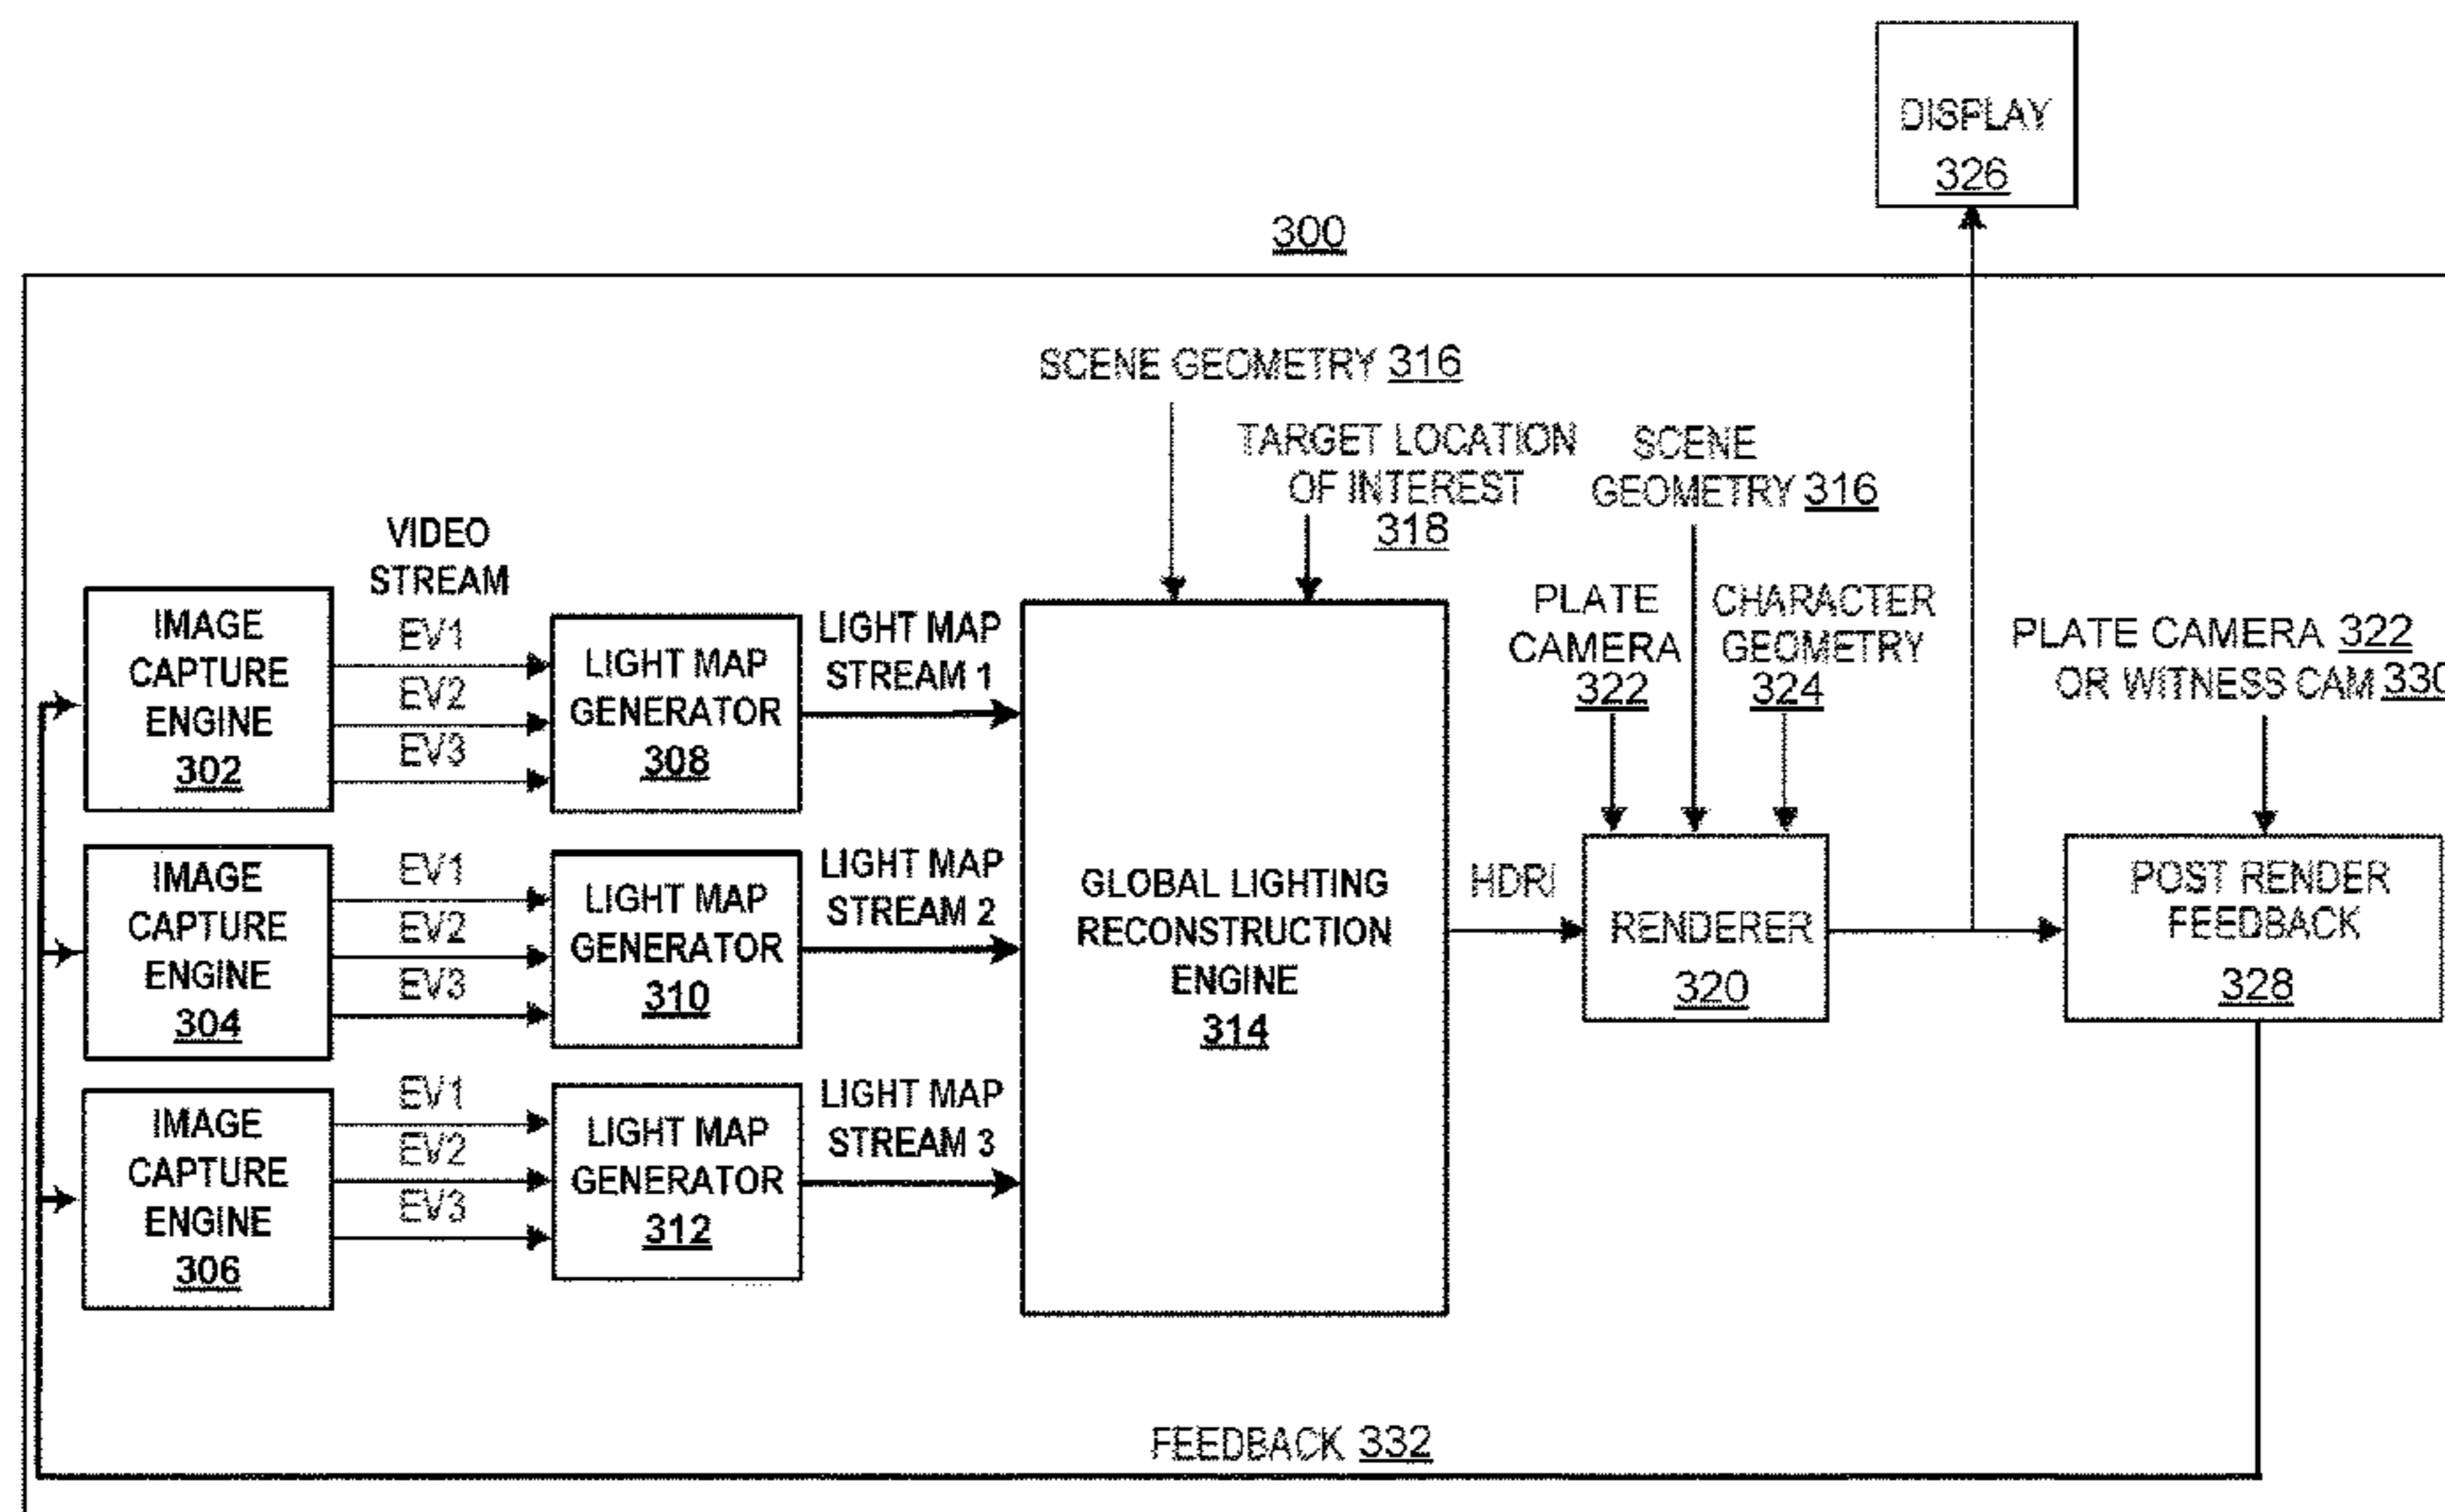 DISPLAY
326
300
SCENE GEOMETRY 316
TARGET LOCATION
OF INTEREST
318
SCENE
GEOMETRY 316
VIDEO
STREAM
PLATE
CAMERA
322
CHARACTER
GEOMETRY
324
PLATE CAMERA 322
OR WITNESS CAM 330
IMAGE
CAPTURE
ENGINE
302
EV1
EV2
EV3
LIGHT MAP
GENERATOR
308
LIGHT MAP
STREAM 1
IMAGE
CAPTURE
ENGINE
304
EV1
EV2
EV3
LIGHT MAP
GENERATOR
310
LIGHT MAP
STREAM 2
IMAGE
CAPTURE
ENGINE
306
EV1
EV2
EV3
LIGHT MAP
GENERATOR
312
LIGHT MAP
STREAM 3
GLOBAL LIGHTING
RECONSTRUCTION
ENGINE
314
HDRI
RENDERER
320
POST RENDER
FEEDBACK
328
FEEDBACK 332